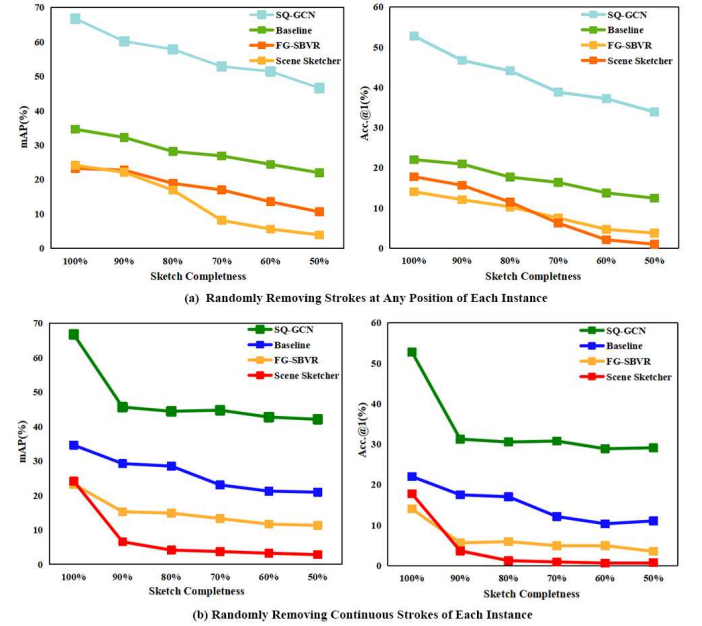 70
60
50
40
30
20
10
0
mAP(%)
SQ-GCN
Baseline
FG-SBVR
Scene Sketcher
100% 90% 80% 70% 60% 50%
Sketch Completness
60
50
40
30
20
10
0
Acc.@1(%)
SQ-GCN
Baseline
FG-SBVR
Scene Sketcher
100% 90% 80% 70% 60% 50%
Sketch Completness
(a) Randomly Removing Strokes at Any Position of Each Instance
70
60
50
40
30
20
10
0
mAP(%)
SQ-GCN
Baseline
FG-SBVR
Scene Sketcher
100% 90% 80% 70% 60% 50%
Sketch Completness
60
50
40
30
20
10
0
Acc.@1(%)
SQ-GCN
Baseline
FG-SBVR
Scene Sketcher
100% 90% 80% 70% 60% 50%
Sketch Completness
(b) Randomly Removing Continuous Strokes of Each Instance